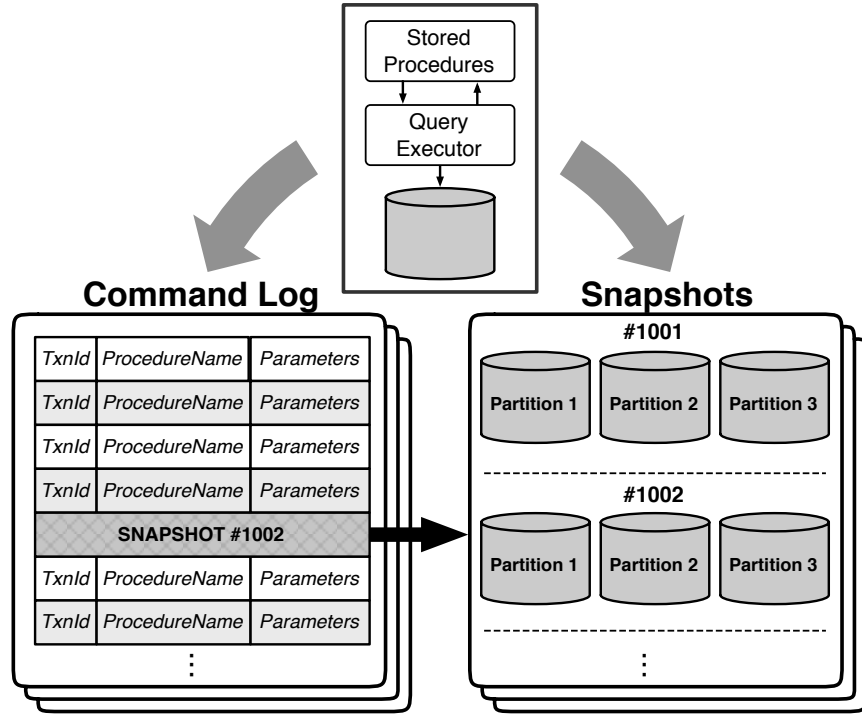 Stored
Procedures
Query
Executor
Command Log
TxnId ProcedureName Parameters
TxnId ProcedureName Parameters
TxnId ProcedureName Parameters
TxnId ProcedureName Parameters
SNAPSHOT #1002
TxnId ProcedureName Parameters
TxnId ProcedureName Parameters
⋮
Snapshots
#1001
Partition 1 Partition 2 Partition 3
#1002
Partition 1 Partition 2 Partition 3
⋮